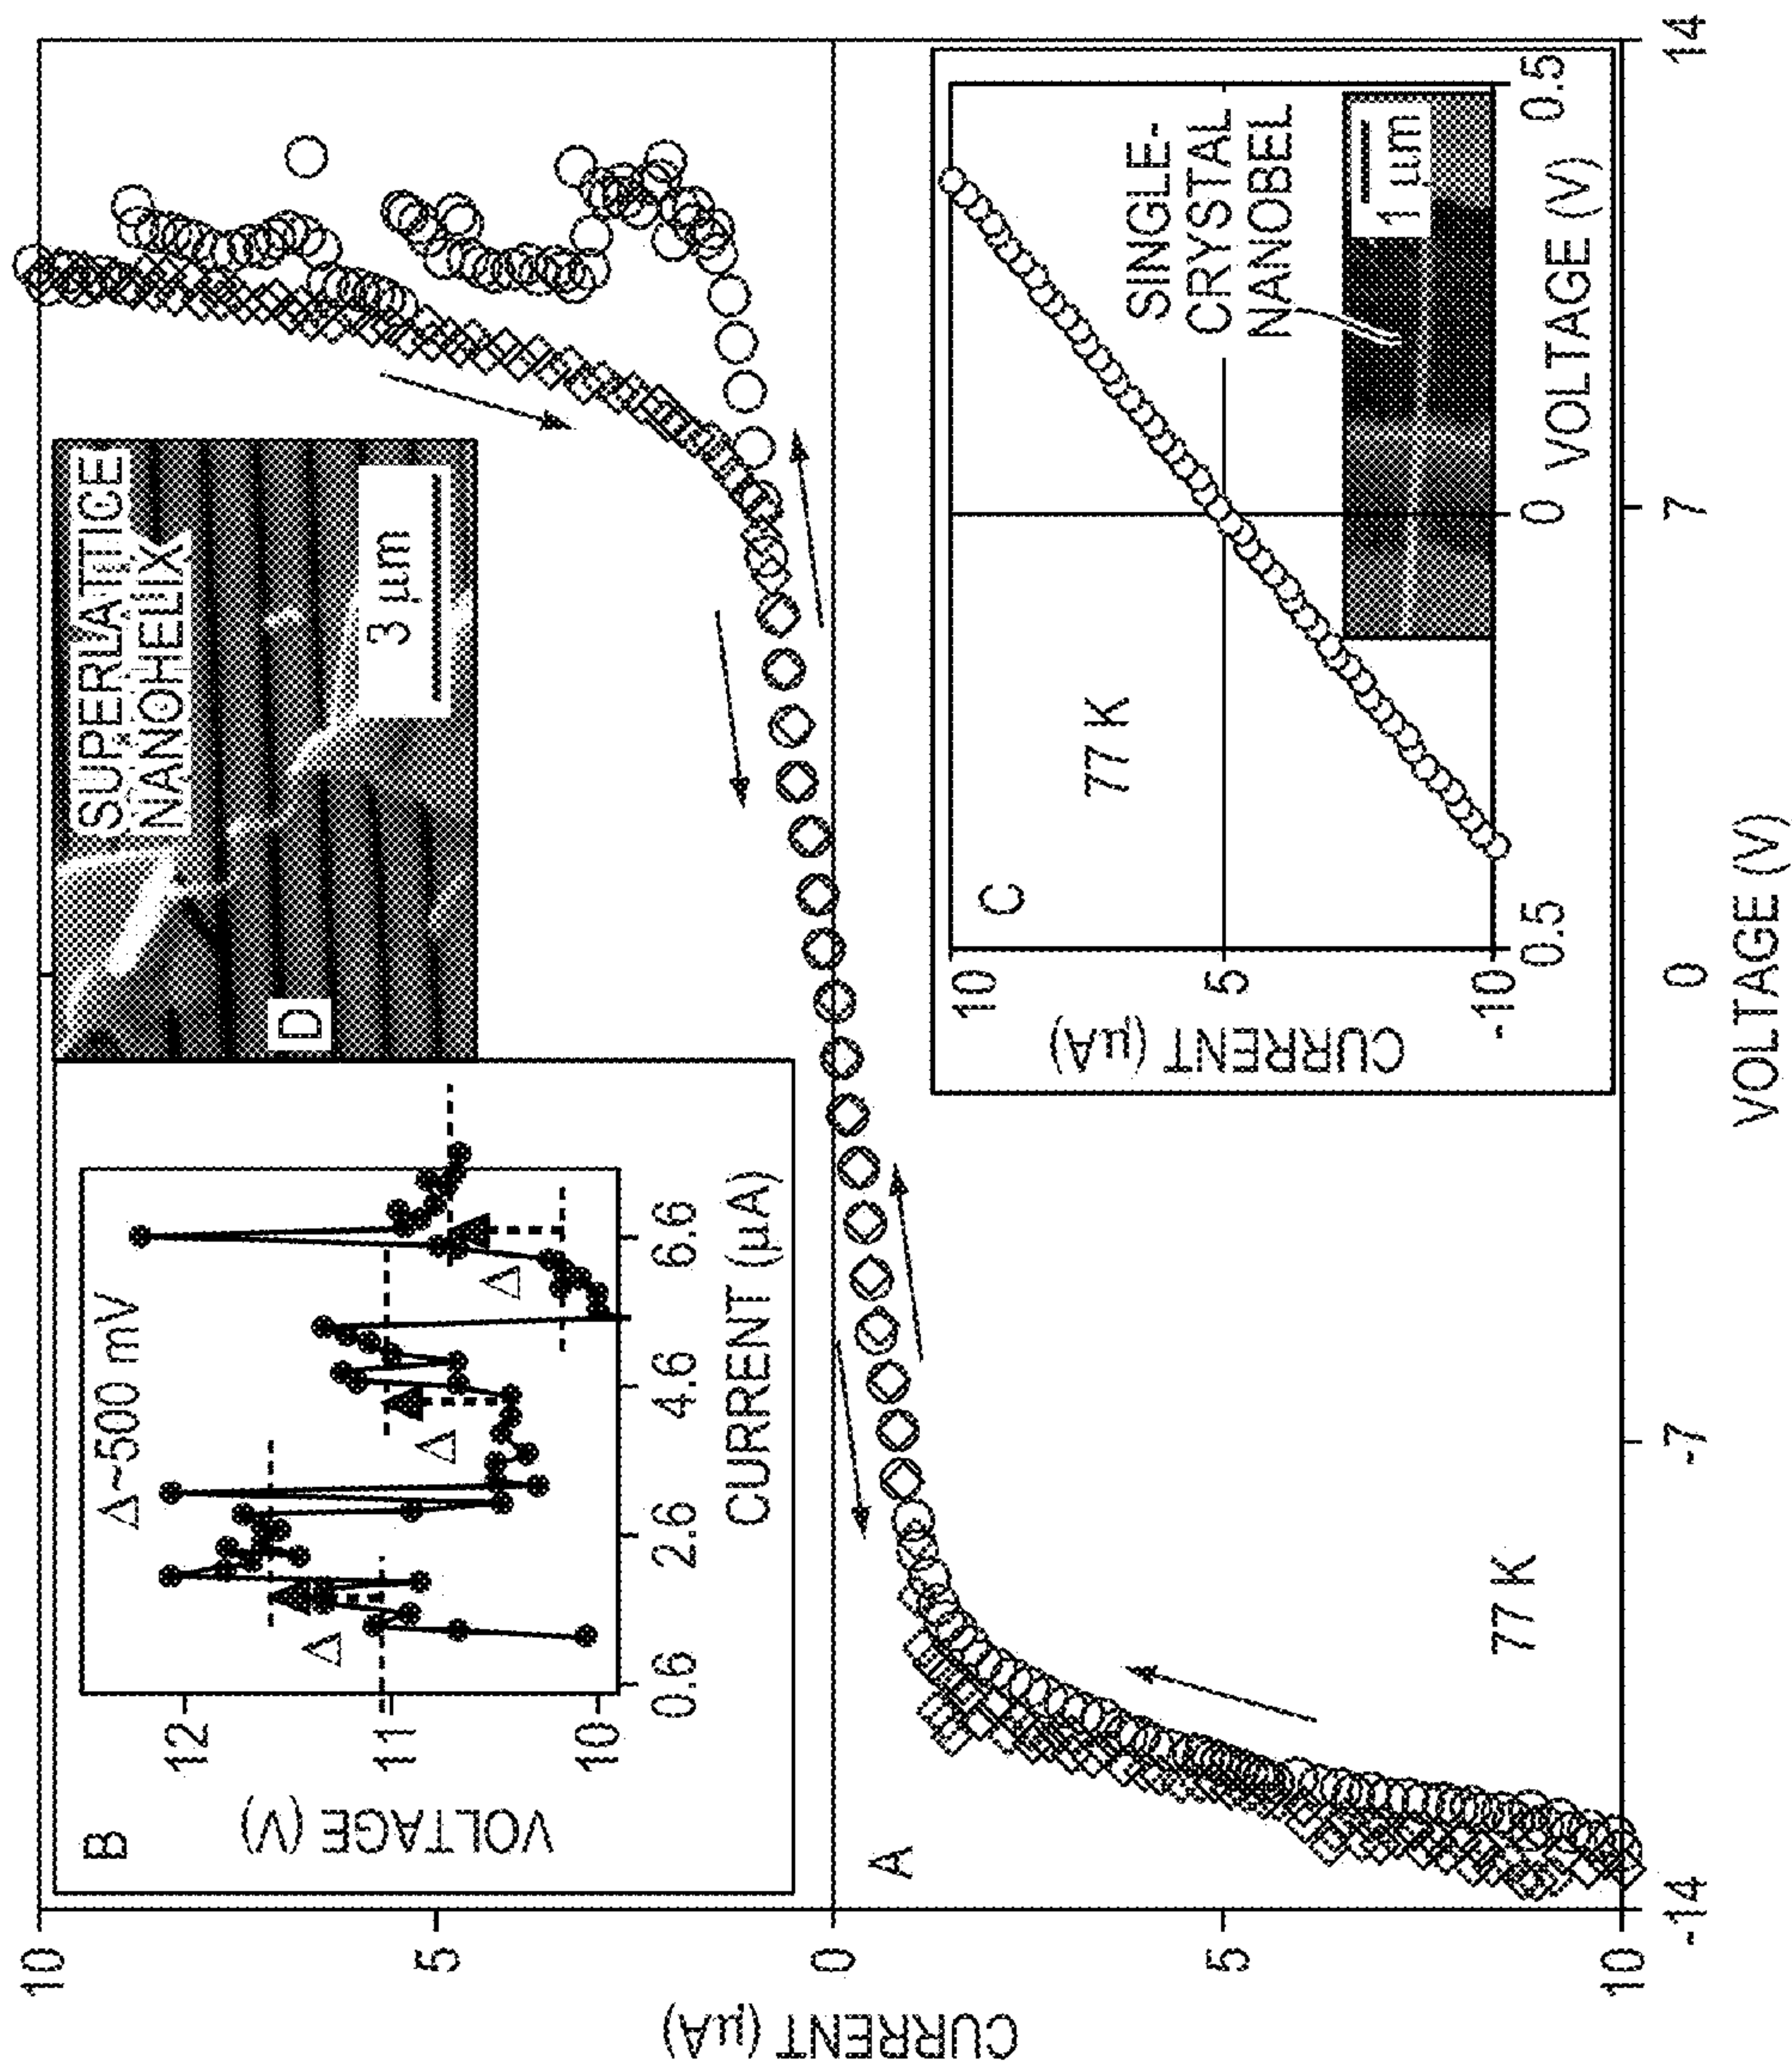 10
5
0
5
10
CURRENT (μA)
-14
-7
0
7
14
VOLTAGE (V)
A
77 K
B
Δ~500 mV
12
11
10
VOLTAGE (V)
0.6
2.6
4.6
6.6
CURRENT (μA)
Δ
Δ
Δ
D
SUPERLATTICE
NANOHELIX
3 μm
C
77 K
10
5
-10
CURRENT (μA)
0.5
0
0.5
VOLTAGE (V)
SINGLE-
CRYSTAL
NANOBEL
1 μm